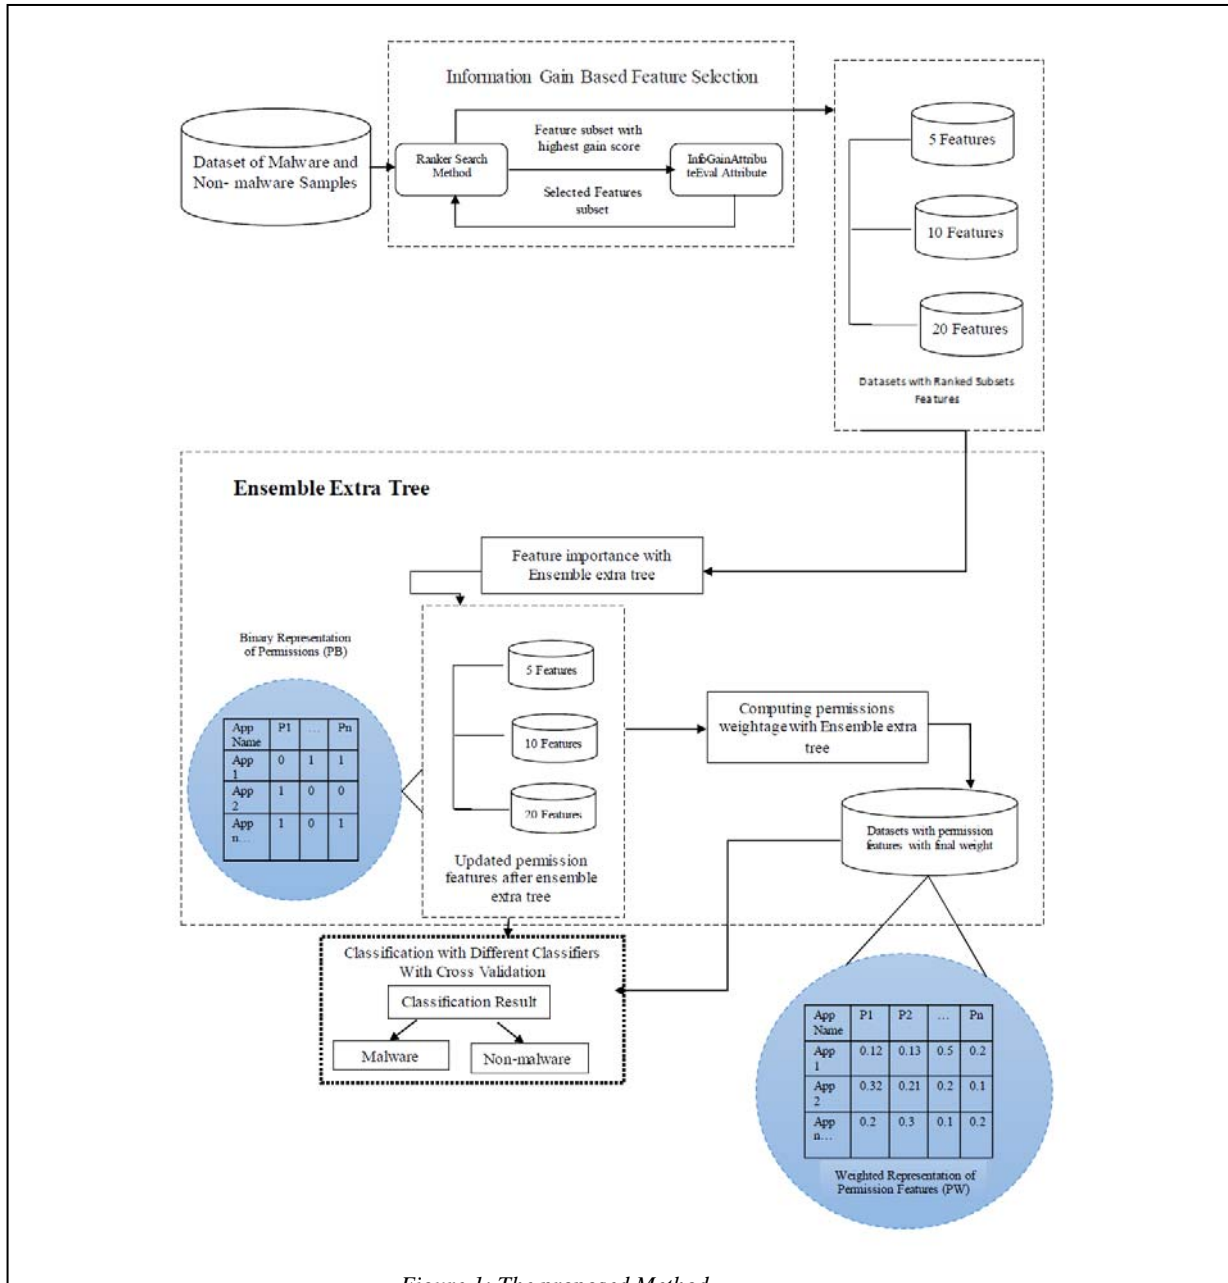 Information Gain Based Feature Selection
Dataset of Malware and
Non- malware Samples
Ranker Search
Method
Feature subset with
highest gain score
InfoGainAttribu
teEval Attribute
Selected Features
subset
5 Features
10 Features
20 Features
Datasets with Ranked Subsets
Features
Ensemble Extra Tree
Feature importance with
Ensemble extra tree
Binary Representation
of Permissions (PB)
App Name P1 … Pn
App 1 0 1 1
App 2 1 0 0
App n… 1 0 1
5 Features
10 Features
20 Features
Updated permission
features after ensemble
extra tree
Computing permissions
weightage with Ensemble extra
tree
Datasets with permission
features with final weight
Classification with Different Classifiers
With Cross Validation
Classification Result
Malware
Non-malware
App Name P1 P2 … Pn
App 1 0.12 0.13 0.5 0.2
App 2 0.32 0.21 0.2 0.1
App n… 0.2 0.3 0.1 0.2
Weighted Representation of
Permission Features (PW)
Figure 1: The proposed Method